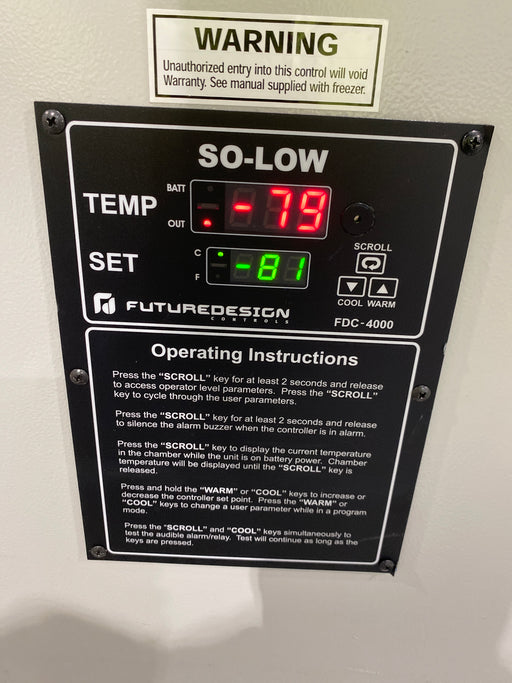 WARNING
Unauthorized entry into this control will void
Warranty. See manual supplied with freezer.
SO-LOW
BATT
TEMP
OUT
-79
SCROLL
SET
C
F
-81
COOL WARM
FUTUREDESIGN
CONTROLS
FDC-4000
Operating Instructions
Press the "SCROLL" key for at least 2 seconds and release
to access operator level parameters. Press the "SCROLL"
key to cycle through the user parameters.
Press the "SCROLL" key for at least 2 seconds and release
to silence the alarm buzzer when the controller is in alarm.
Press the "SCROLL" key to display the current temperature
in the chamber while the unit is on battery power. Chamber
temperature will be displayed until the "SCROLL" key is
released.
Press and hold the "WARM" or "COOL" keys to increase or
decrease the controller set point. Press the "WARM" or
"COOL" keys to change a user parameter while in a program
mode.
Press the "SCROLL" and "COOL" keys simultaneously to
test the audible alarm/relay. Test will continue as long as the
keys are pressed.